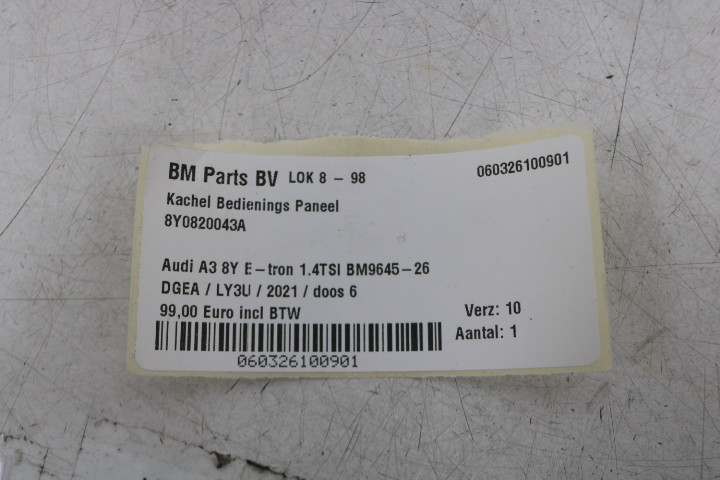 BM Parts BV LOK 8 - 98 060326100901
Kachel Bedienings Paneel
8Y0820043A
Audi A3 8Y E-tron 1.4TSI BM9645-26
DGEA / LY3U / 2021 / doos 6
99,00 Euro incl BTW Verz: 10
Aantal: 1
060326100901